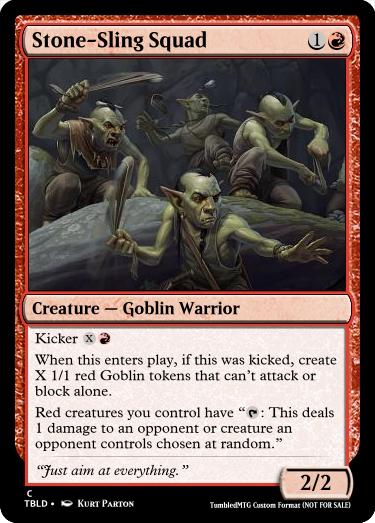 Stone-Sling Squad 1
Creature — Goblin Warrior
Kicker X
When this enters play, if this was kicked, create
X 1/1 red Goblin tokens that can't attack or
block alone.
Red creatures you control have “: This deals
1 damage to an opponent or creature an
opponent controls chosen at random.”
“Just aim at everything.”
2/2
C
TBLD • Kurt Parton
TumbledMTG Custom Format (NOT FOR SALE)